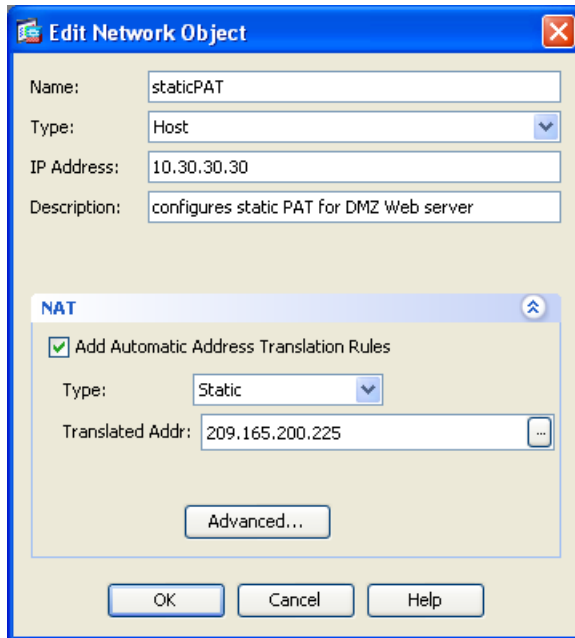 Edit Network Object
Name: staticPAT
Type: Host
IP Address: 10.30.30.30
Description: configures static PAT for DMZ Web server
NAT
Add Automatic Address Translation Rules
Type: Static
Translated Addr: 209.165.200.225 ...
Advanced...
OK Cancel Help